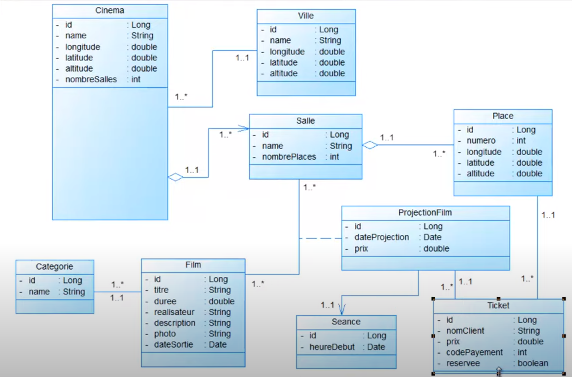 Cinema
- id : Long
- name : String
- longitude : double
- latitude : double
- altitude : double
- nombreSalles : int
Ville
- id : Long
- name : String
- longitude : double
- latitude : double
- altitude : double
1..1
1..*
Salle
- id : Long
- name : String
- nombrePlaces : int
1..*
1..1
1..1
1..*
1..*
Place
- id : Long
- numero : int
- longitude : double
- latitude : double
- altitude : double
1..1
ProjectionFilm
- id : Long
- dateProjection : Date
- prix : double
Categorie
- id : Long
- name : String
1..*
1..1
Film
- id : Long
- titre : String
- duree : double
- realisateur : String
- description : String
- photo : String
- dateSortie : Date
1..*
1..1
Seance
- id : Long
- heureDebut : Date
1..*
1..1
1..*
Ticket
- id : Long
- nomClient : String
- prix : double
- codePayement : int
- reservee : boolean